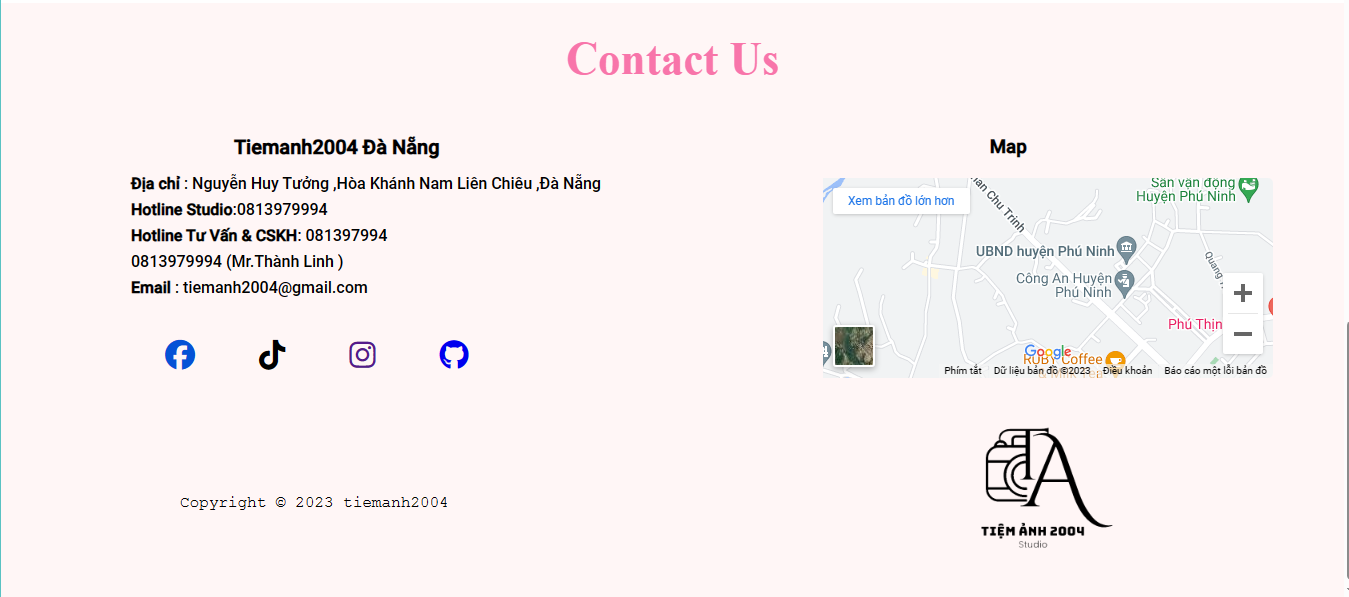 Contact Us
Tiemanh2004 Đà Nẵng
Địa chỉ : Nguyễn Huy Tưởng ,Hòa Khánh Nam Liên Chiêu ,Đà Nẵng
Hotline Studio:0813979994
Hotline Tư Vấn & CSKH: 081397994
0813979994 (Mr.Thành Linh )
Email : tiemanh2004@gmail.com
Copyright © 2023 tiemanh2004
Map
Xem bản đồ lớn hơn
Chu Trinh
Sân vận động
Huyện Phú Ninh
UBND huyện Phú Ninh
Công An Huyện
Phú Ninh
Quang
Phú Thịn
Google
RUBY Coffee
Phím tắt
Dữ liệu bản đồ ©2023
Điều khoản
Báo cáo một lỗi bản đồ
TA
TIỆM ẢNH 2004
Studio